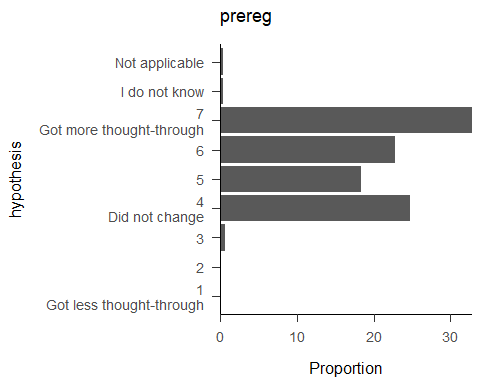 prereg
Not applicable
I do not know
7
Got more thought-through
6
5
4
Did not change
3
2
1
Got less thought-through
hypothesis
0
10
20
30
Proportion